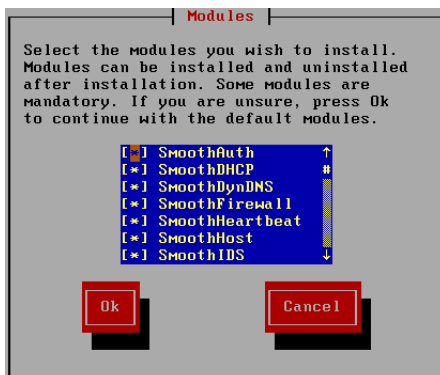 Modules
Select the modules you wish to install.
Modules can be installed and uninstalled
after installation. Some modules are
mandatory. If you are unsure, press Ok
to continue with the default modules.
[*] SmoothAuth ↑
[*] SmoothDHCP #
[*] SmoothDynDNS
[*] SmoothFirewall
[*] SmoothHeartbeat
[*] SmoothHost
[*] SmoothIDS ↓
Ok Cancel